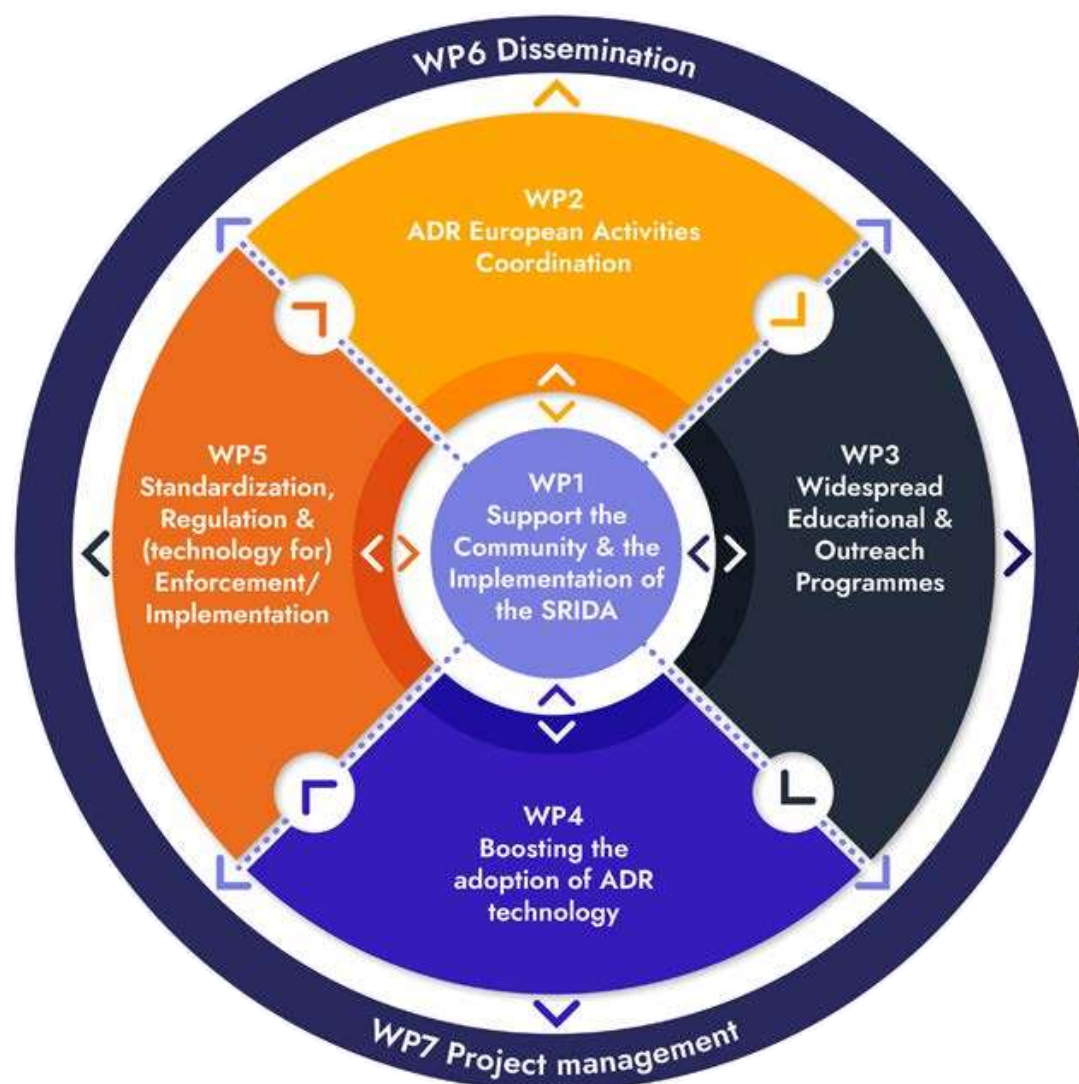 WP6 Dissemination
WP2
ADR European Activities
Coordination
WP5
Standardization,
Regulation &
(technology for)
Enforcement/
Implementation
WP1
Support the
Community & the
Implementation of
the SRIDA
WP3
Widespread
Educational &
Outreach
Programmes
WP4
Boosting the
adoption of ADR
technology
WP7 Project management